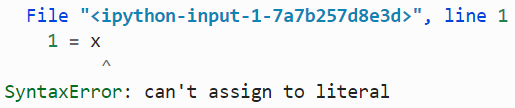 File "<ipython-input-1-7a7b257d8e3d>", line 1
1 = x
^
SyntaxError: can't assign to literal